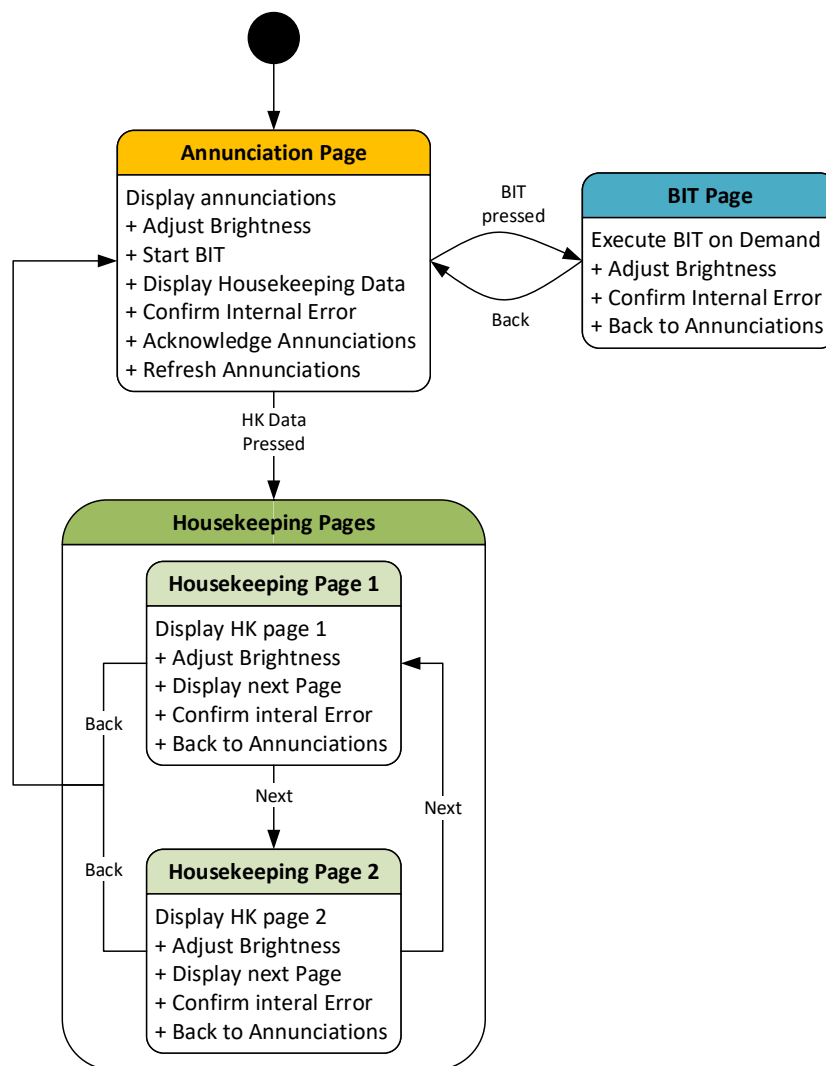 Annunciation Page
Display annunciations
+ Adjust Brightness
+ Start BIT
+ Display Housekeeping Data
+ Confirm Internal Error
+ Acknowledge Annunciations
+ Refresh Annunciations
BIT
pressed
Back
BIT Page
Execute BIT on Demand
+ Adjust Brightness
+ Confirm Internal Error
+ Back to Annunciations
HK Data
Pressed
Housekeeping Pages
Housekeeping Page 1
Display HK page 1
+ Adjust Brightness
+ Display next Page
+ Confirm interal Error
+ Back to Annunciations
Back
Next
Next
Back
Housekeeping Page 2
Display HK page 2
+ Adjust Brightness
+ Display next Page
+ Confirm interal Error
+ Back to Annunciations